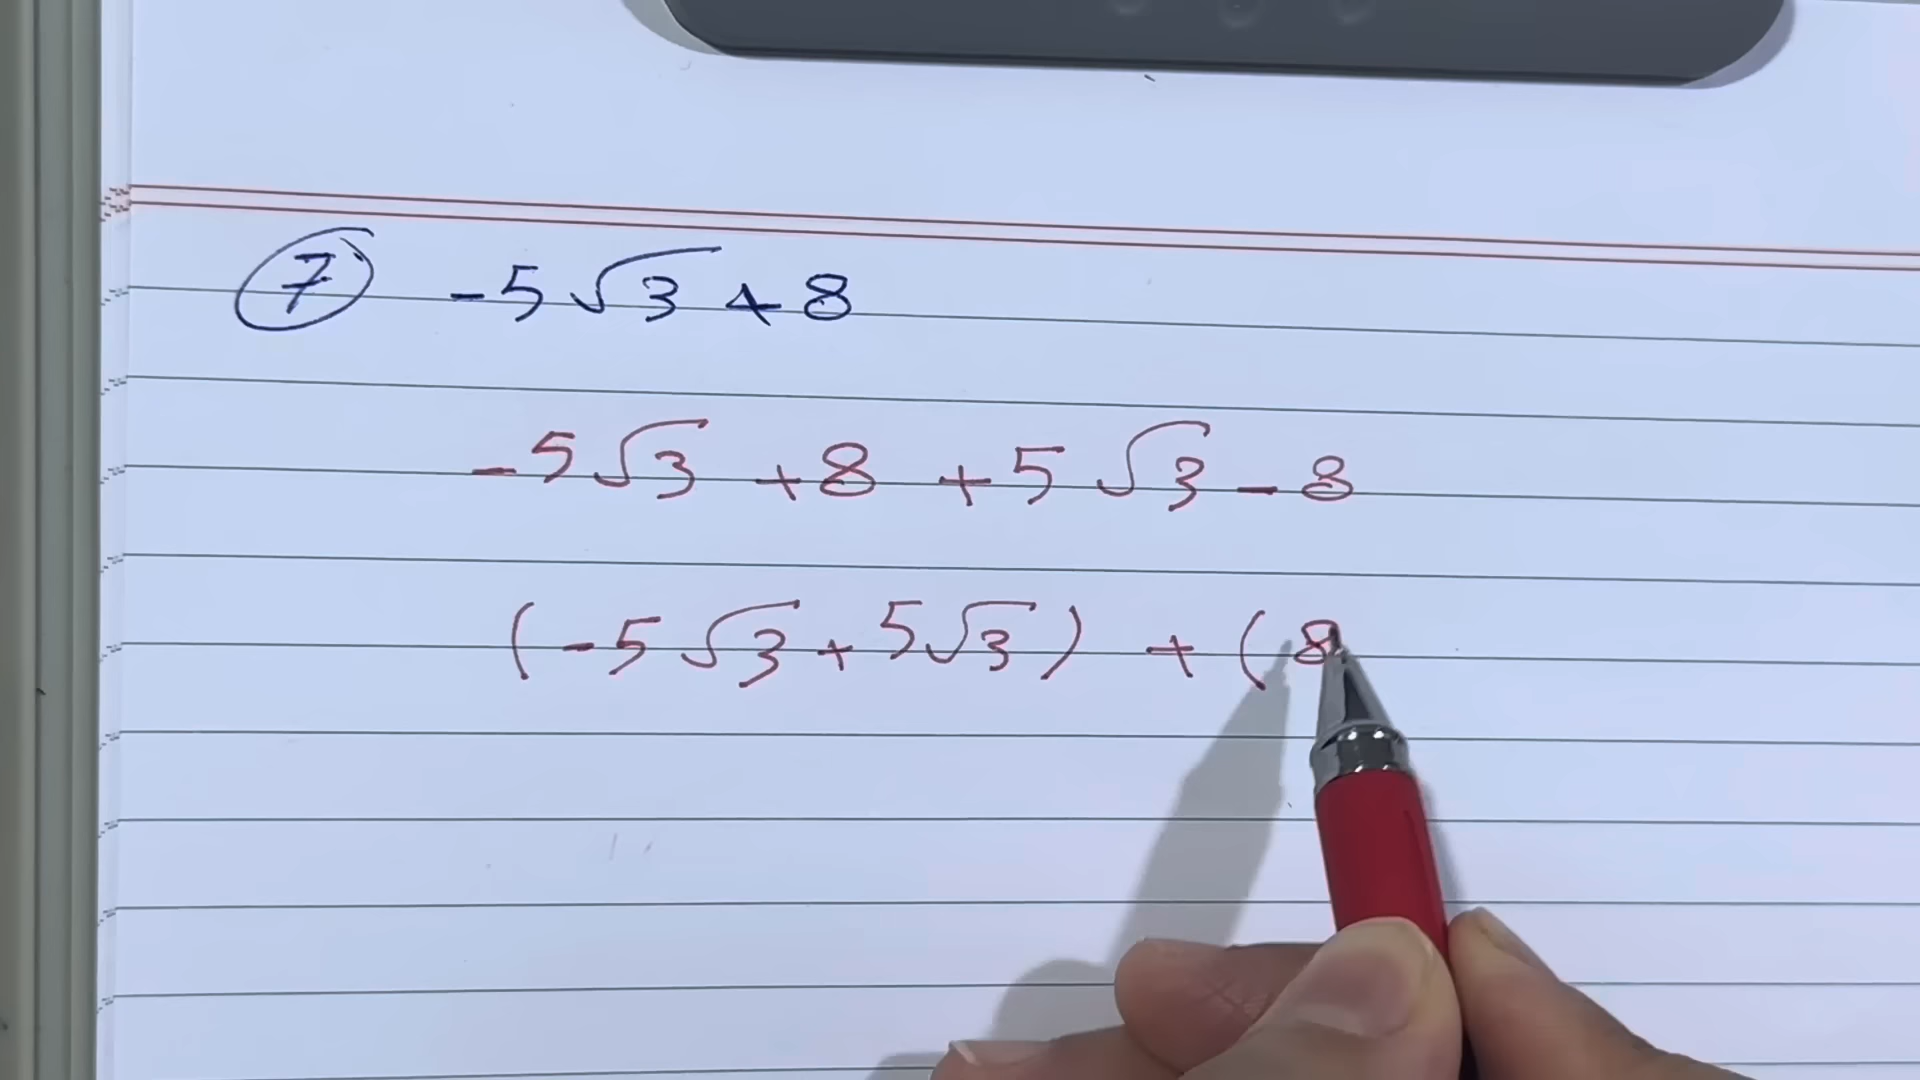 7 -5√3 + 8
-5√3 + 8 + 5√3 - 8
(-5√3 + 5√3) + (8